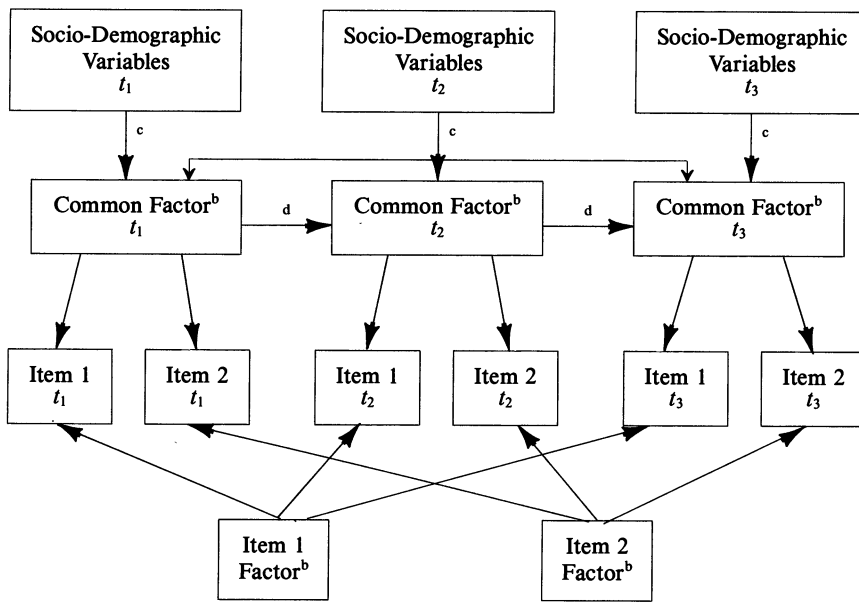 Socio-Demographic
Variables
t₁
Socio-Demographic
Variables
t₂
Socio-Demographic
Variables
t₃
c
c
c
Common Factorᵇ
t₁
d
Common Factorᵇ
t₂
d
Common Factorᵇ
t₃
Item 1
t₁
Item 2
t₁
Item 1
t₂
Item 2
t₂
Item 1
t₃
Item 2
t₃
Item 1
Factorᵇ
Item 2
Factorᵇ